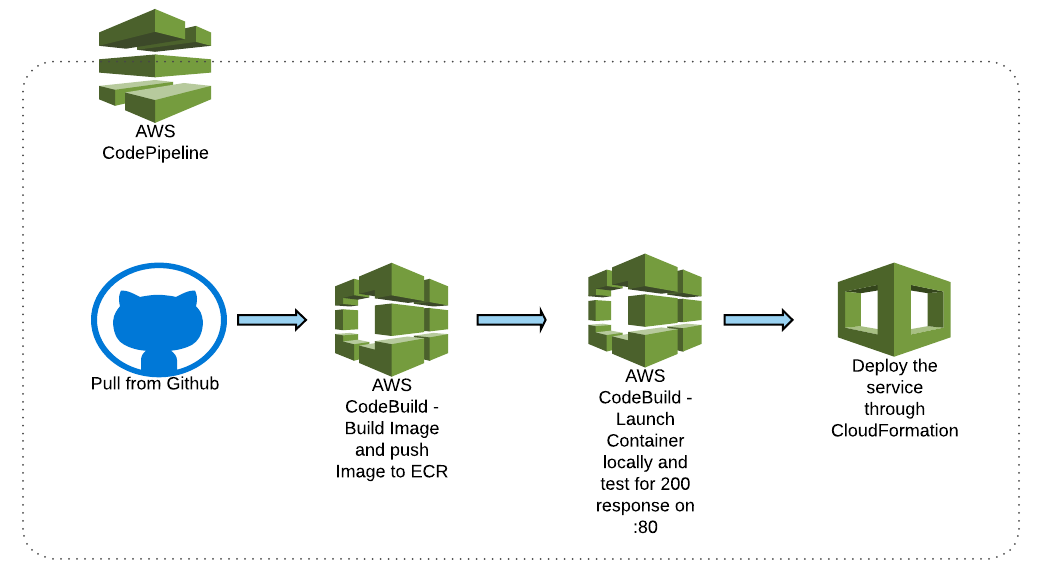 AWS
CodePipeline
Pull from Github
AWS
CodeBuild -
Build Image
and push
Image to ECR
AWS
CodeBuild -
Launch
Container
locally and
test for 200
response on
:80
Deploy the
service
through
CloudFormation